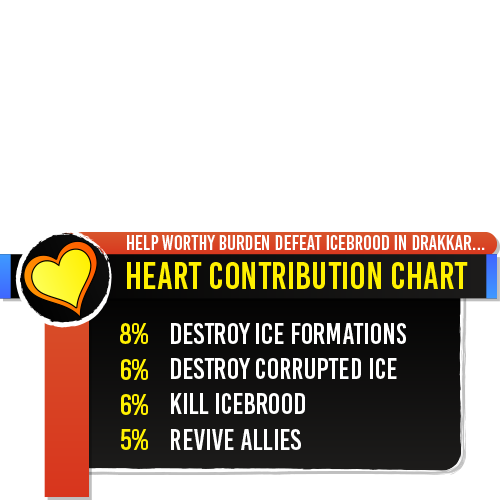 HELP WORTHY BURDEN DEFEAT ICEBROOD IN DRAKKAR...
HEART CONTRIBUTION CHART
8% DESTROY ICE FORMATIONS
6% DESTROY CORRUPTED ICE
6% KILL ICEBROOD
5% REVIVE ALLIES